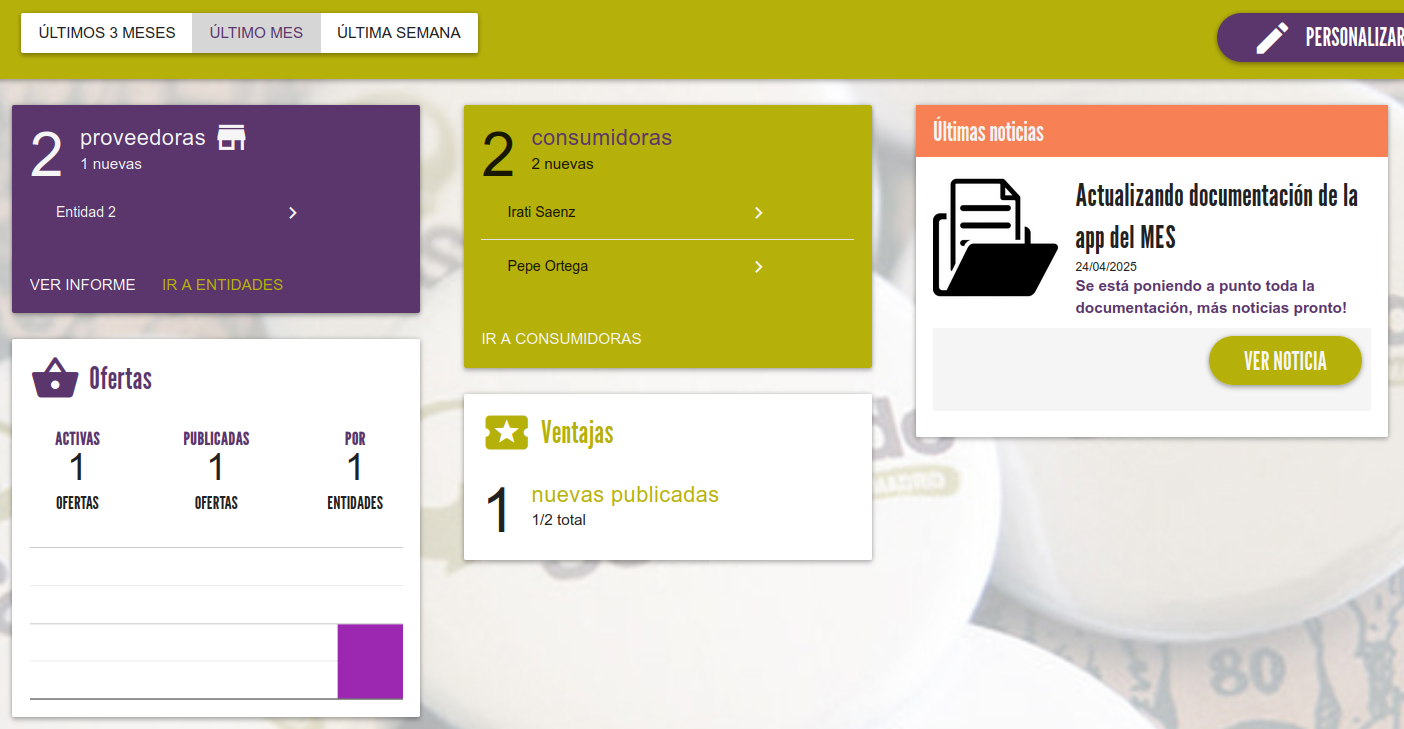 ÚLTIMOS 3 MESES
ÚLTIMO MES
ÚLTIMA SEMANA
PERSONALIZAR
2
proveedoras
1 nuevas
Entidad 2
VER INFORME
IR A ENTIDADES
2
consumidoras
2 nuevas
Irati Saenz
Pepe Ortega
IR A CONSUMIDORAS
Últimas noticias
Actualizando documentación de la
app del MES
24/04/2025
Se está poniendo a punto toda la
documentación, más noticias pronto!
VER NOTICIA
Ofertas
ACTIVAS
1
OFERTAS
PUBLICADAS
1
OFERTAS
POR
1
ENTIDADES
Ventajas
1
nuevas publicadas
1/2 total
80